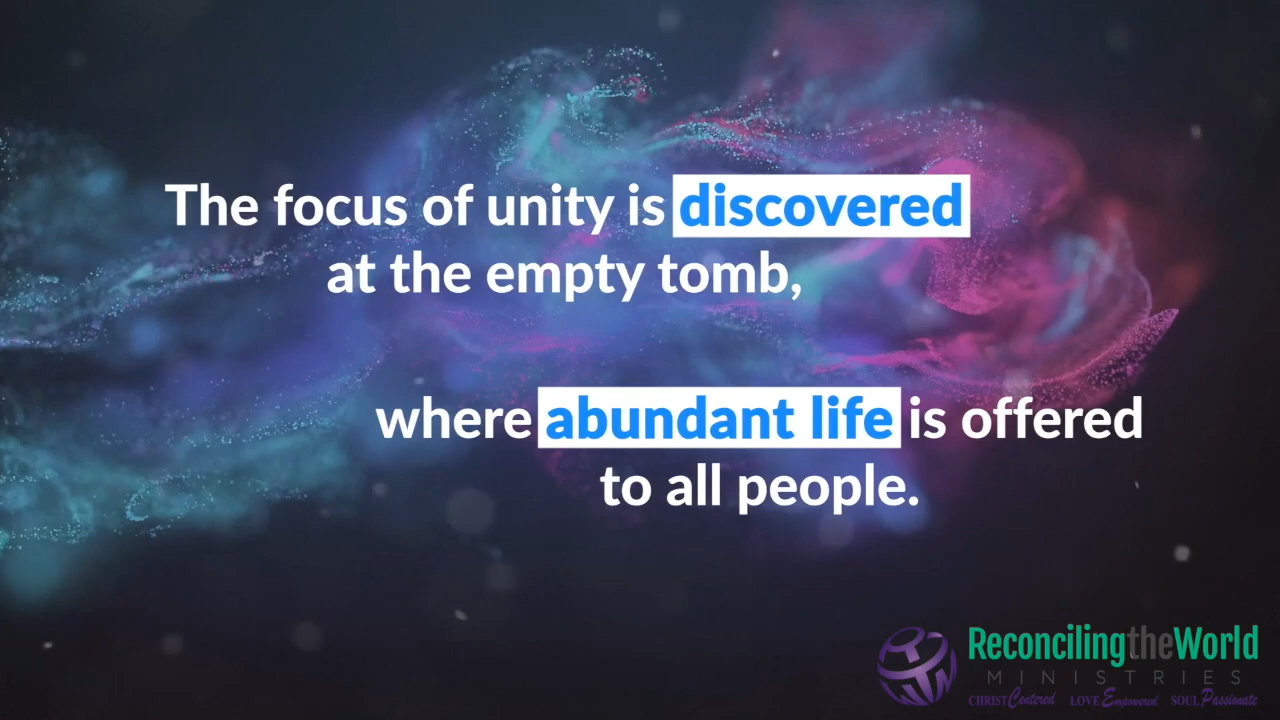 The focus of unity is discovered
at the empty tomb,
where abundant life is offered
to all people.
ReconcilingtheWorld
MINISTRIES
CHRIST Centered LOVE Empowered SOUL Passionate